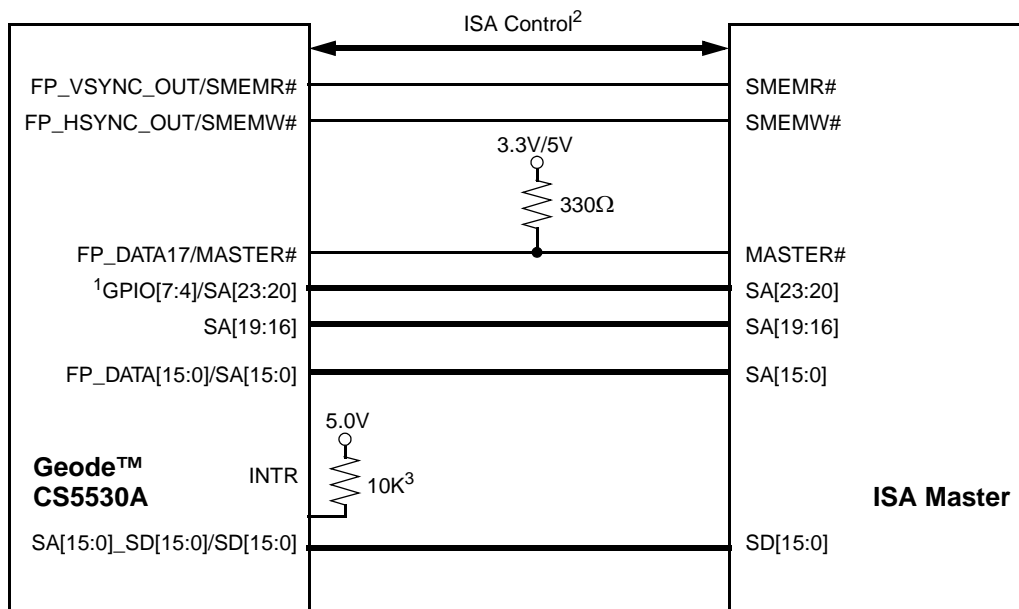 ISA Control²
FP_VSYNC_OUT/SMEMR# SMEMR#
FP_HSYNC_OUT/SMEMW# SMEMW#
3.3V/5V
330Ω
FP_DATA17/MASTER# MASTER#
¹GPIO[7:4]/SA[23:20] SA[23:20]
SA[19:16] SA[19:16]
FP_DATA[15:0]/SA[15:0] SA[15:0]
5.0V
Geode™
CS5530A
INTR
10K³
ISA Master
SA[15:0]_SD[15:0]/SD[15:0] SD[15:0]